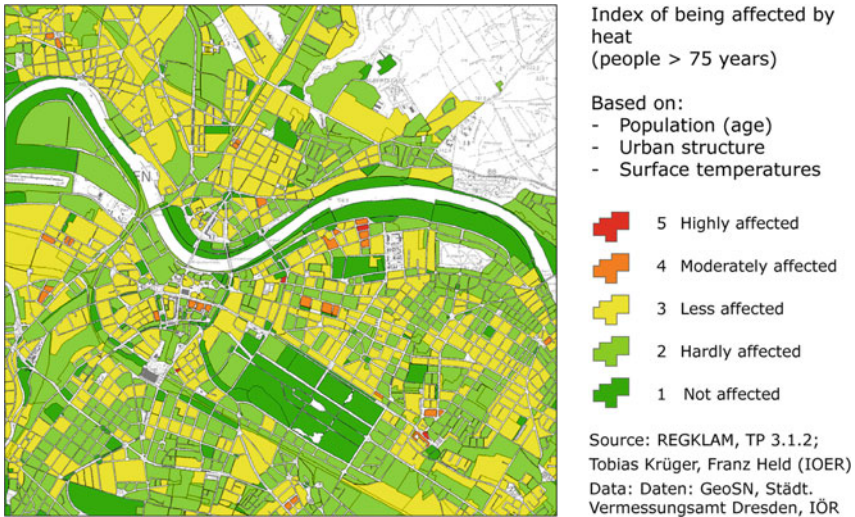 Index of being affected by
heat
(people > 75 years)
Based on:
- Population (age)
- Urban structure
- Surface temperatures
5 Highly affected
4 Moderately affected
3 Less affected
2 Hardly affected
1 Not affected
Source: REGKLAM, TP 3.1.2;
Tobias Krüger, Franz Held (IOER)
Data: Daten: GeoSN, Städt.
Vermessungsamt Dresden, IÖR